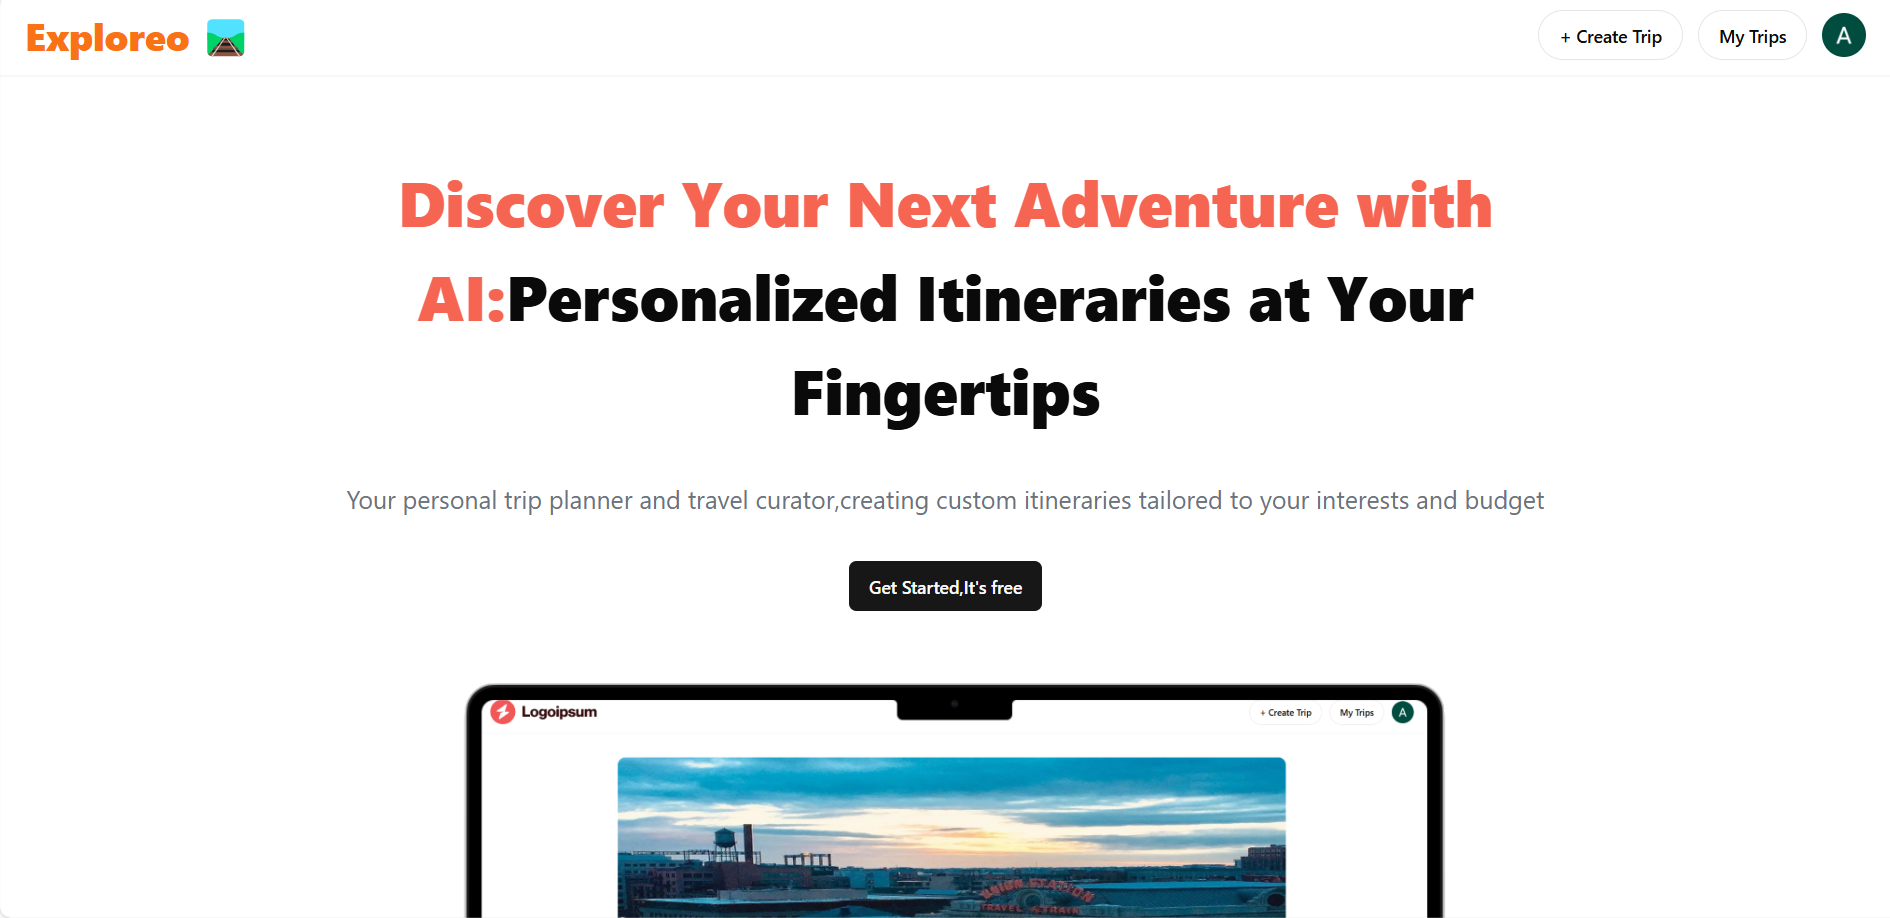 Exploreo
+ Create Trip
My Trips
A
Discover Your Next Adventure with
AI:Personalized Itineraries at Your
Fingertips
Your personal trip planner and travel curator,creating custom itineraries tailored to your interests and budget
Get Started,It's free
Logoipsum
+ Create Trip
My Trips
A
UNION STATION
TRAVEL by TRAIN